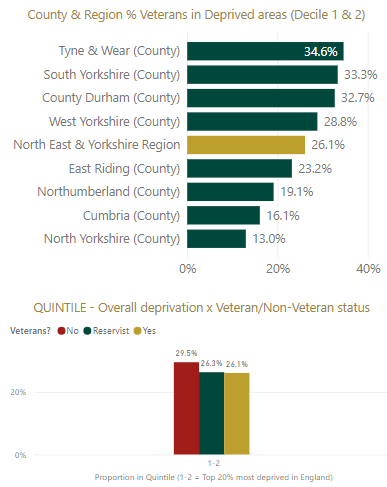 County & Region % Veterans in Deprived areas (Decile 1 & 2)
Tyne & Wear (County) 34.6%
South Yorkshire (County) 33.3%
County Durham (County) 32.7%
West Yorkshire (County) 28.8%
North East & Yorkshire Region 26.1%
East Riding (County) 23.2%
Northumberland (County) 19.1%
Cumbria (County) 16.1%
North Yorkshire (County) 13.0%
0% 20% 40%
QUINTILE - Overall deprivation x Veteran/Non-Veteran status
Veterans? No Reservist Yes
29.5% 26.3% 26.1%
20%
0%
1-2
Proportion in Quintile (1-2 = Top 20% most deprived in England)